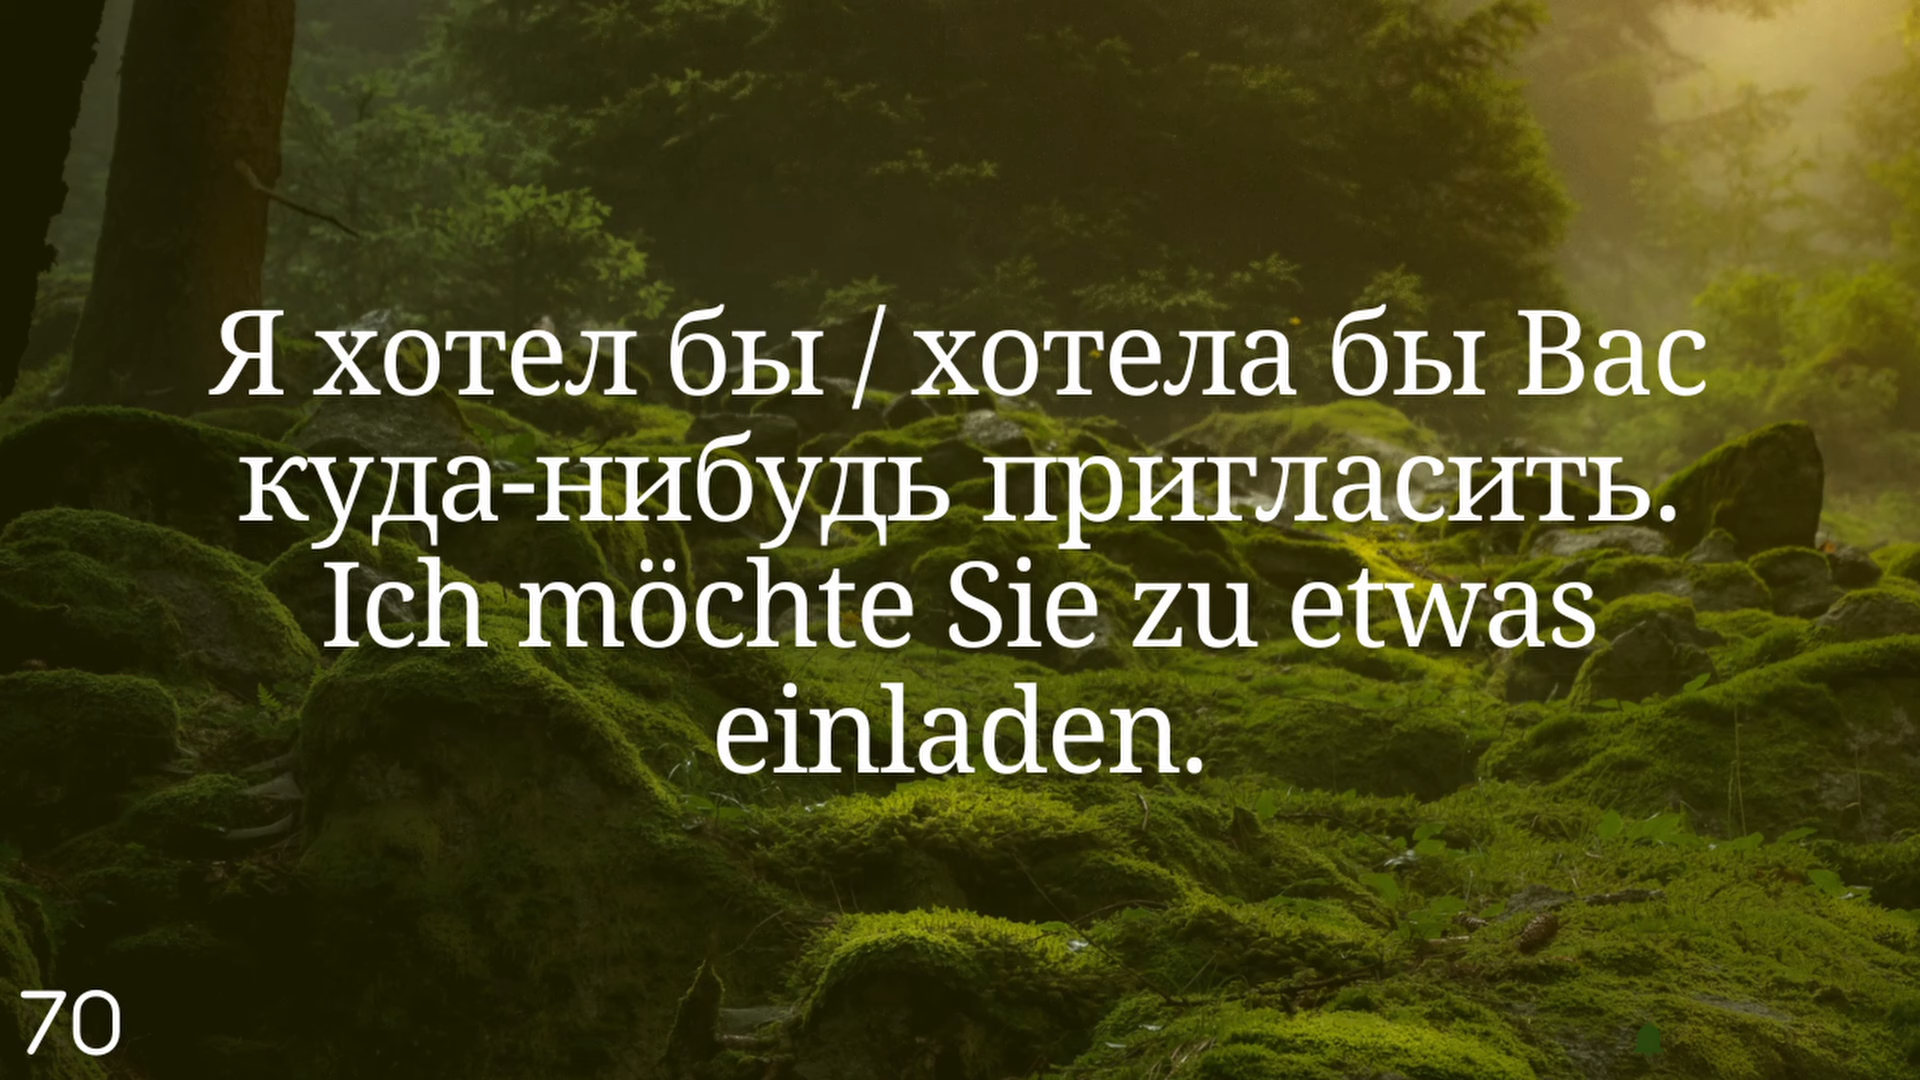 Я хотел бы / хотела бы Вас
куда-нибудь пригласить.
Ich möchte Sie zu etwas
einladen.
70